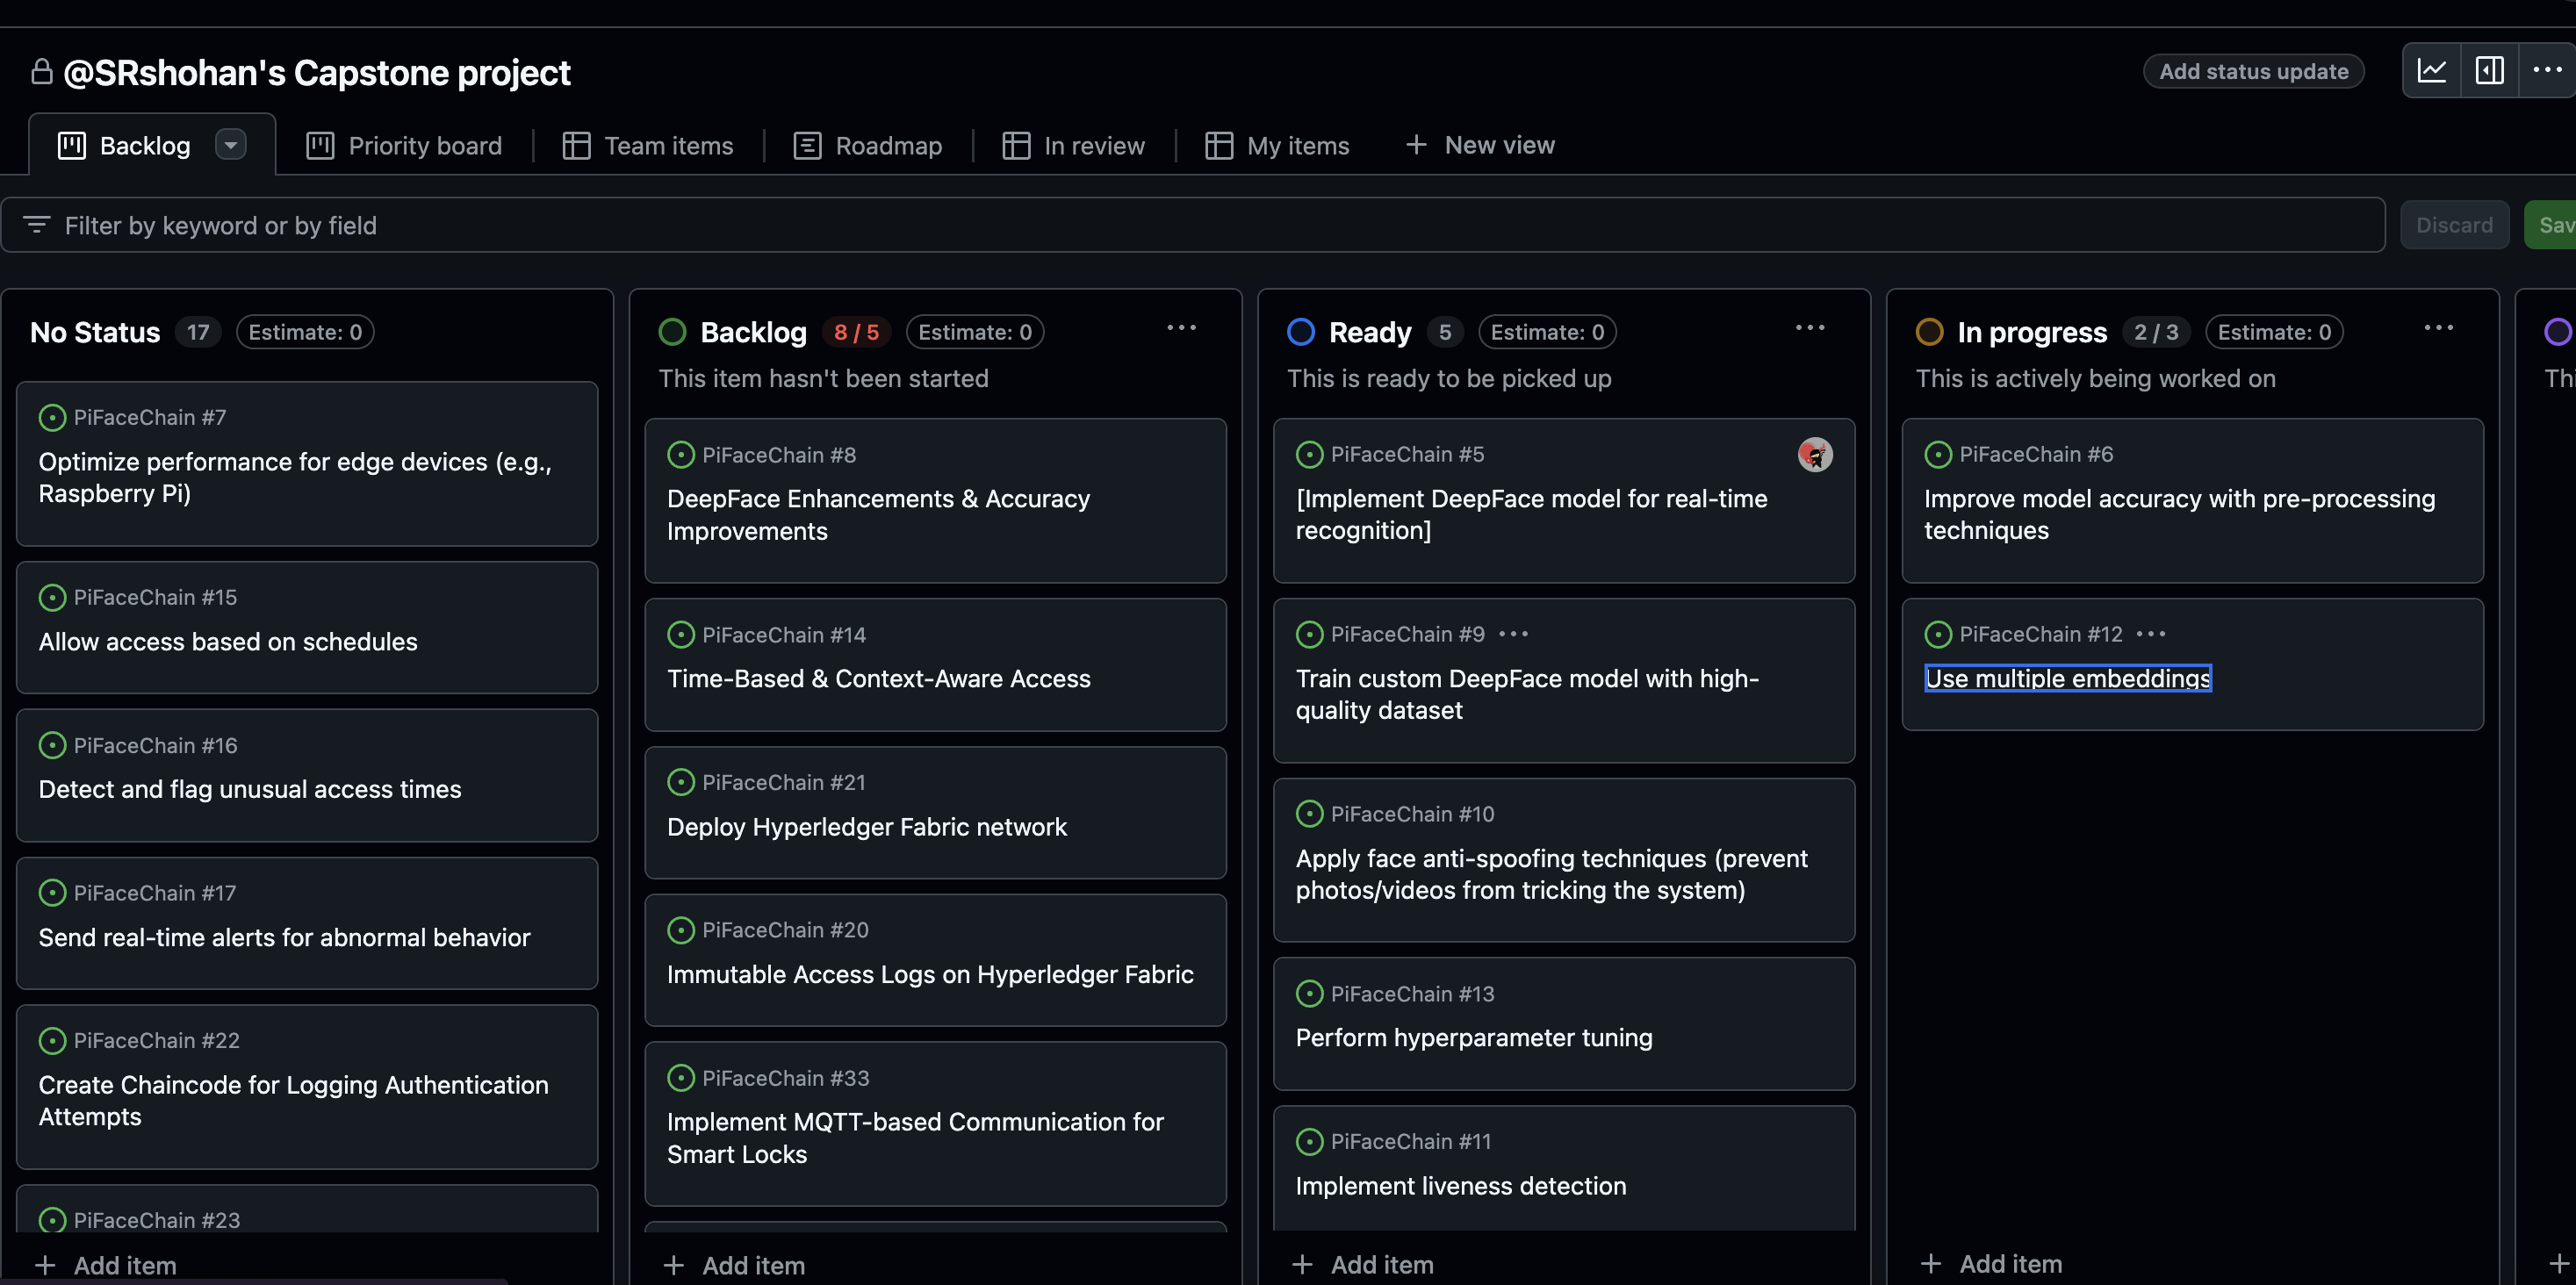 @SRshohan's Capstone project
Add status update
Backlog
Priority board
Team items
Roadmap
In review
My items
New view
Filter by keyword or by field
Discard
No Status 17 Estimate: 0
PiFaceChain #7
Optimize performance for edge devices (e.g.,
Raspberry Pi)
PiFaceChain #15
Allow access based on schedules
PiFaceChain #16
Detect and flag unusual access times
PiFaceChain #17
Send real-time alerts for abnormal behavior
PiFaceChain #22
Create Chaincode for Logging Authentication
Attempts
PiFaceChain #23
Add item
Backlog 8 / 5 Estimate: 0
This item hasn't been started
PiFaceChain #8
DeepFace Enhancements & Accuracy
Improvements
PiFaceChain #14
Time-Based & Context-Aware Access
PiFaceChain #21
Deploy Hyperledger Fabric network
PiFaceChain #20
Immutable Access Logs on Hyperledger Fabric
PiFaceChain #33
Implement MQTT-based Communication for
Smart Locks
Add item
Ready 5 Estimate: 0
This is ready to be picked up
PiFaceChain #5
[Implement DeepFace model for real-time
recognition]
PiFaceChain #9
Train custom DeepFace model with high-
quality dataset
PiFaceChain #10
Apply face anti-spoofing techniques (prevent
photos/videos from tricking the system)
PiFaceChain #13
Perform hyperparameter tuning
PiFaceChain #11
Implement liveness detection
Add item
In progress 2 / 3 Estimate: 0
This is actively being worked on
PiFaceChain #6
Improve model accuracy with pre-processing
techniques
PiFaceChain #12
Use multiple embeddings
Add item